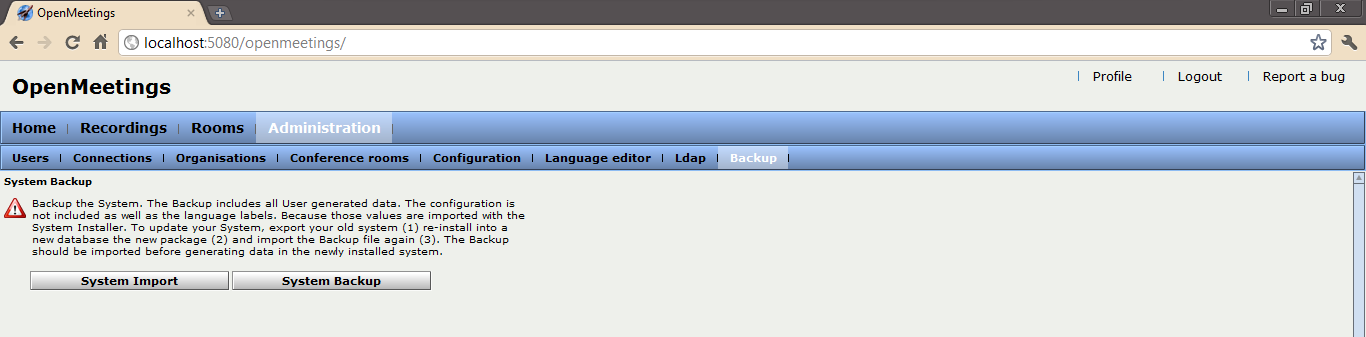 OpenMeetings
localhost:5080/openmeetings/
OpenMeetings
Profile
Logout
Report a bug
Home
Recordings
Rooms
Administration
Users
Connections
Organisations
Conference rooms
Configuration
Language editor
Ldap
Backup
System Backup
Backup the System. The Backup includes all User generated data. The configuration is
not included as well as the language labels. Because those values are imported with the
System Installer. To update your System, export your old system (1) re-install into a
new database the new package (2) and import the Backup file again (3). The Backup
should be imported before generating data in the newly installed system.
System Import
System Backup